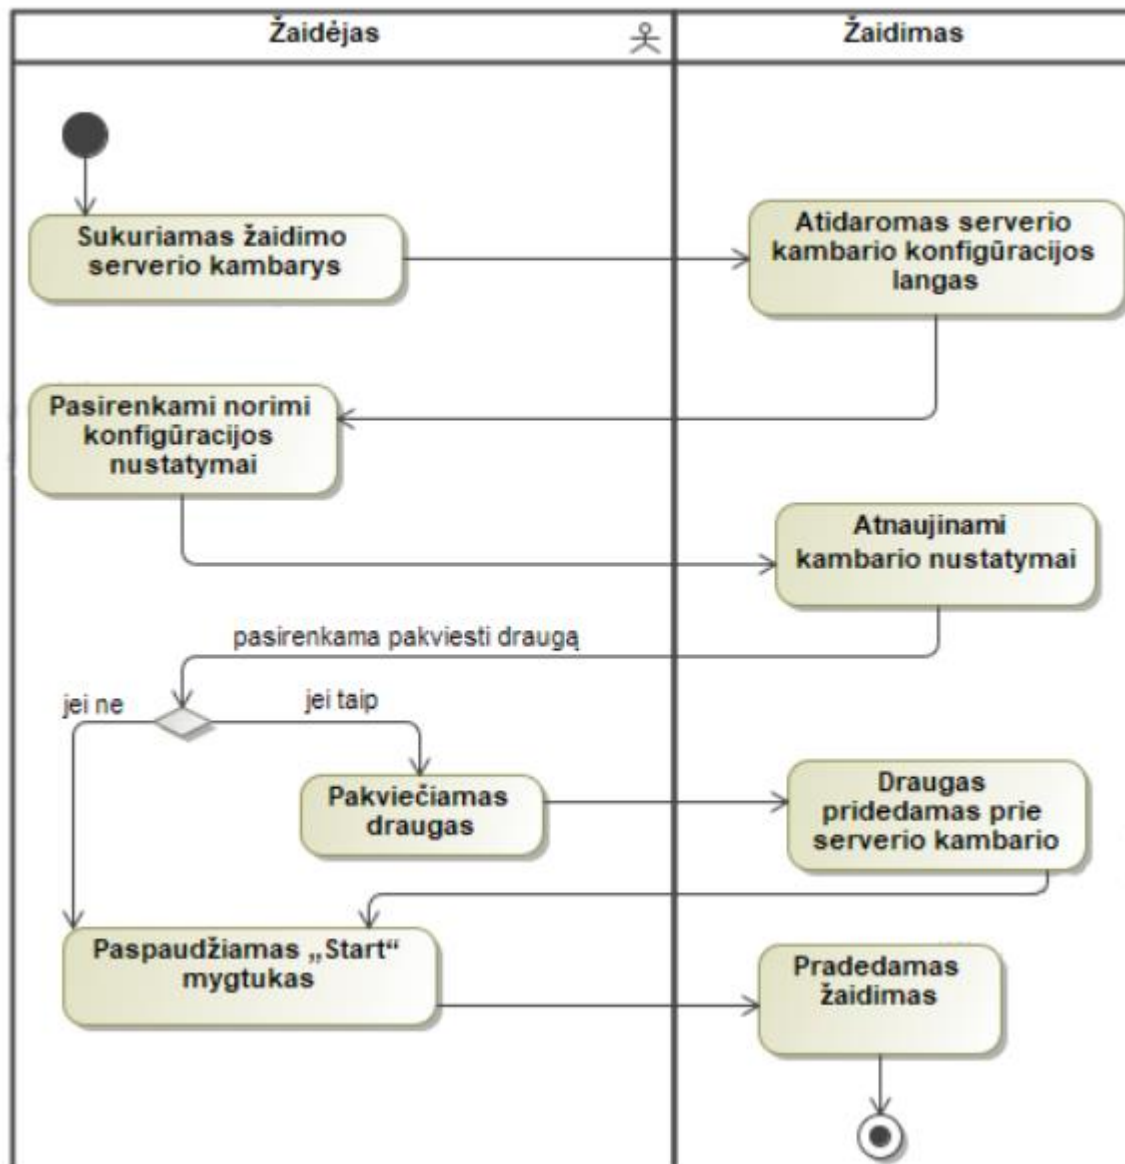 Žaidėjas
Žaidimas
Sukuriamas žaidimo
serverio kambarys
Atidaromas serverio
kambario konfigūracijos
langas
Pasirenkami norimi
konfigūracijos
nustatymai
Atnaujinami
kambario nustatymai
pasirenkama pakviesti draugą
jei ne
jei taip
Pakviečiamas
draugas
Draugas
pridedamas prie
serverio kambario
Paspaudžiamas „Start“
mygtukas
Pradedamas
žaidimas